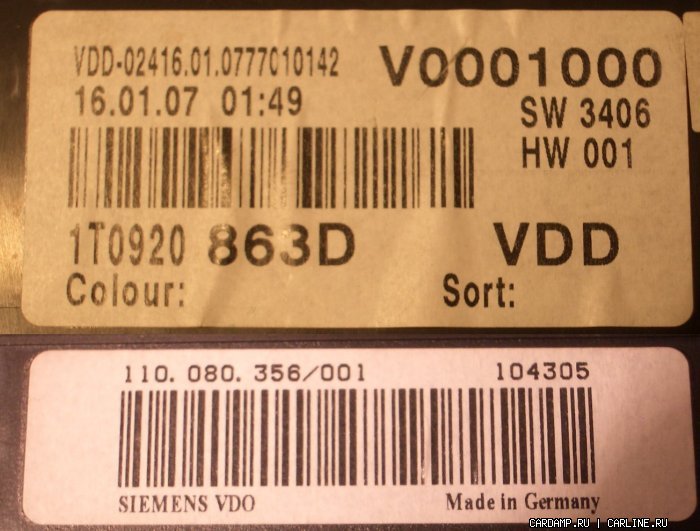 VDD-02416.01.0777010142 V0001000
16.01.07 01:49 SW 3406
HW 001
1T0920 863D VDD
Colour: Sort:
110. 080. 356/001 104305
SIEMENS VDO Made in Germany
CARDAMP.RU | CARLINE.RU